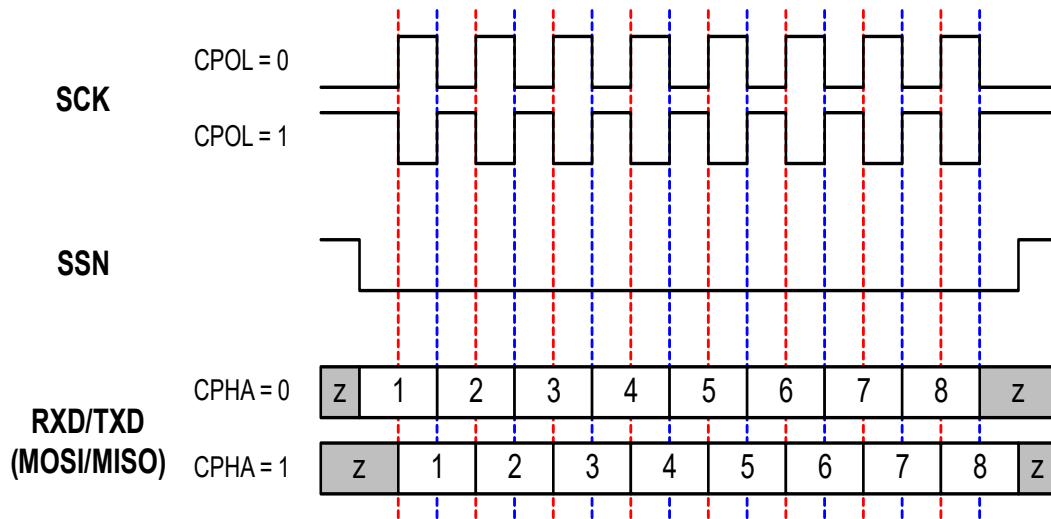 CPOL = 0
SCK
CPOL = 1
SSN
CPHA = 0
z 1 2 3 4 5 6 7 8 z
RXD/TXD
(MOSI/MISO)
CPHA = 1
z 1 2 3 4 5 6 7 8 z